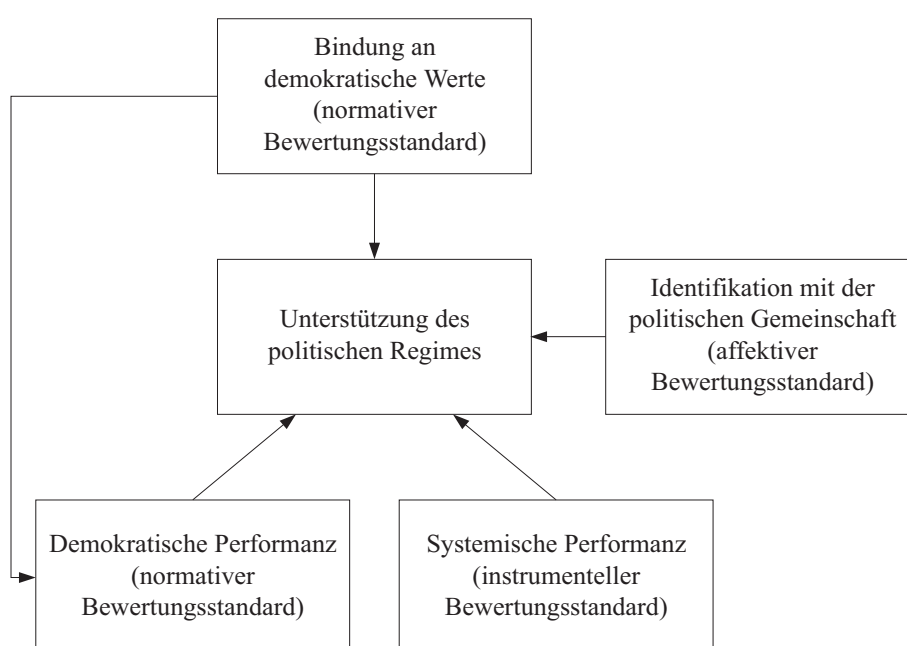 Bindung an
demokratische Werte
(normativer
Bewertungsstandard)
Unterstützung des
politischen Regimes
Identifikation mit der
politischen Gemeinschaft
(affektiver
Bewertungsstandard)
Demokratische Performanz
(normativer
Bewertungsstandard)
Systemische Performanz
(instrumenteller
Bewertungsstandard)